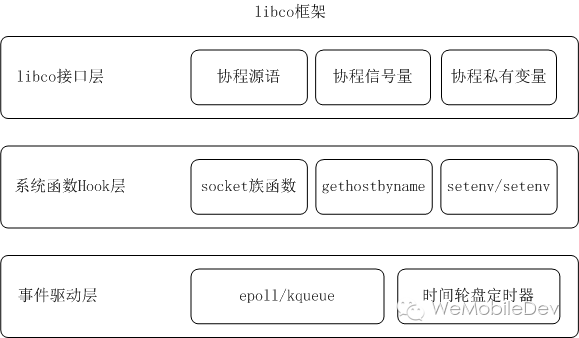 libco框架
libco接口层 协程源语 协程信号量 协程私有变量
系统函数Hook层 socket族函数 gethostbyname setenv/setenv
事件驱动层 epoll/kqueue 时间轮盘定时器
WeMobileDev